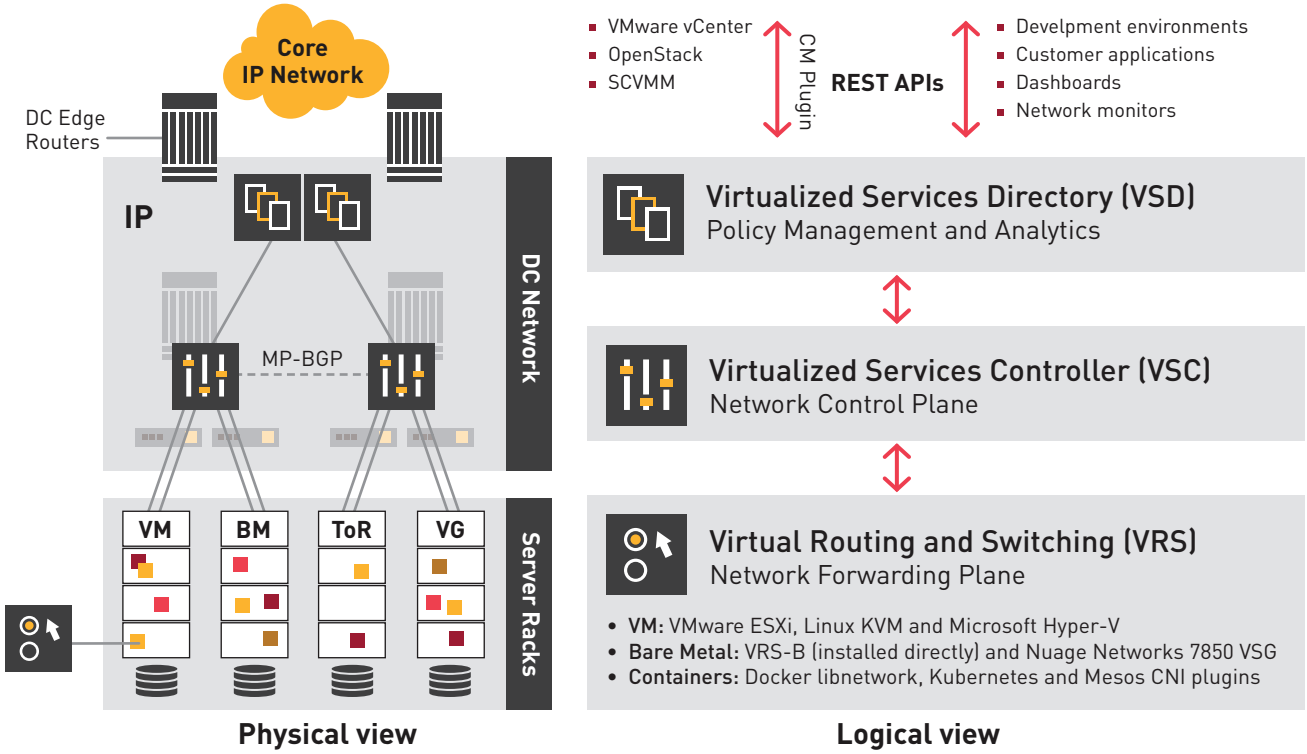 Core
IP Network
DC Edge
Routers
IP
MP-BGP
DC Network
VM
BM
ToR
VG
Server Racks
Physical view
VMware vCenter
OpenStack
SCVMM
CM Plugin
REST APIs
Develpment environments
Customer applications
Dashboards
Network monitors
Virtualized Services Directory (VSD)
Policy Management and Analytics
Virtualized Services Controller (VSC)
Network Control Plane
Virtual Routing and Switching (VRS)
Network Forwarding Plane
• VM: VMware ESXi, Linux KVM and Microsoft Hyper-V
• Bare Metal: VRS-B (installed directly) and Nuage Networks 7850 VSG
• Containers: Docker libnetwork, Kubernetes and Mesos CNI plugins
Logical view